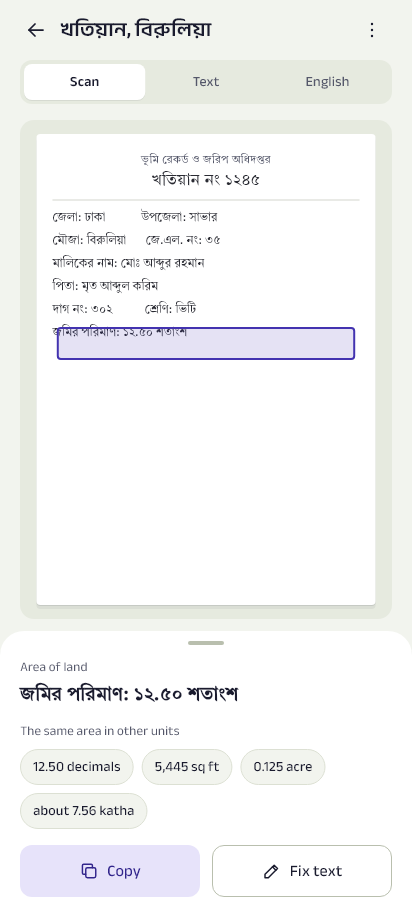 খতিয়ান, বিরুলিয়া
Scan Text English
ভূমি রেকর্ড ও জরিপ অধিদপ্তর
খতিয়ান নং ১২৪৫
জেলা: ঢাকা উপজেলা: সাভার
মৌজা: বিরুলিয়া জে.এল. নং: ৩৫
মালিকের নাম: মোঃ আব্দুর রহমান
পিতা: মৃত আব্দুল করিম
দাগ নং: ৩০২ শ্রেণি: ভিটি
জমির পরিমাণ: ১২.৫০ শতাংশ
Area of land
জমির পরিমাণ: ১২.৫০ শতাংশ
The same area in other units
12.50 decimals 5,445 sq ft 0.125 acre
about 7.56 katha
Copy Fix text